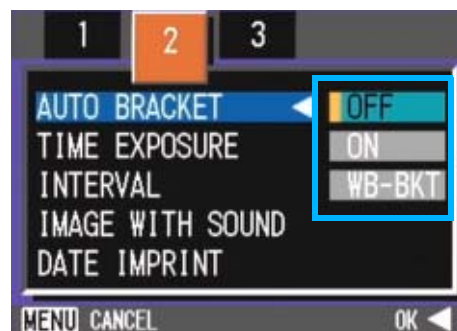 1 2 3
AUTO BRACKET OFF
TIME EXPOSURE ON
INTERVAL WB-BKT
IMAGE WITH SOUND
DATE IMPRINT
MENU CANCEL OK